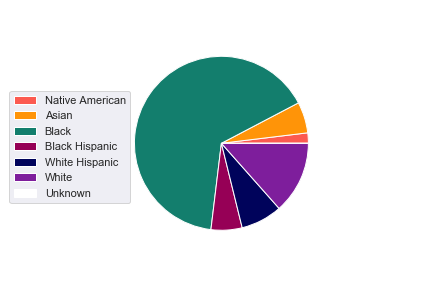 Native American
Asian
Black
Black Hispanic
White Hispanic
White
Unknown